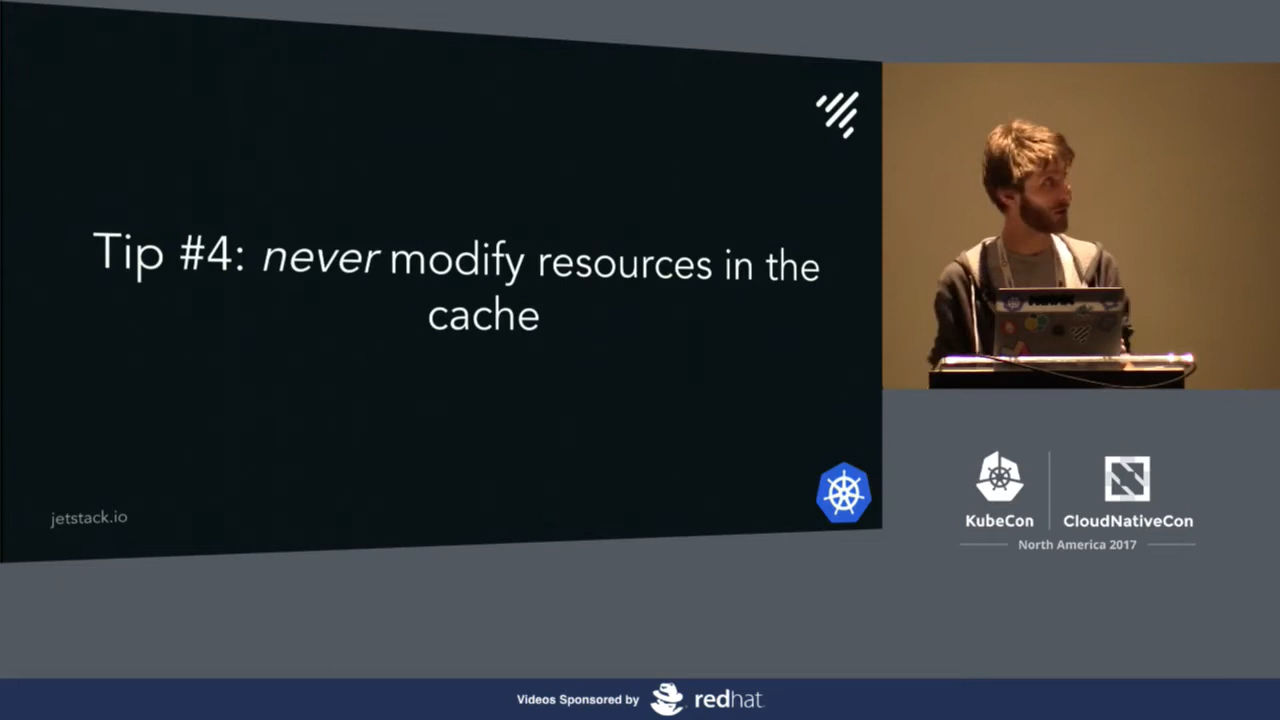 Tip #4: never modify resources in the
cache
jetstack.io
KubeCon
CloudNativeCon
North America 2017
Videos Sponsored by
redhat